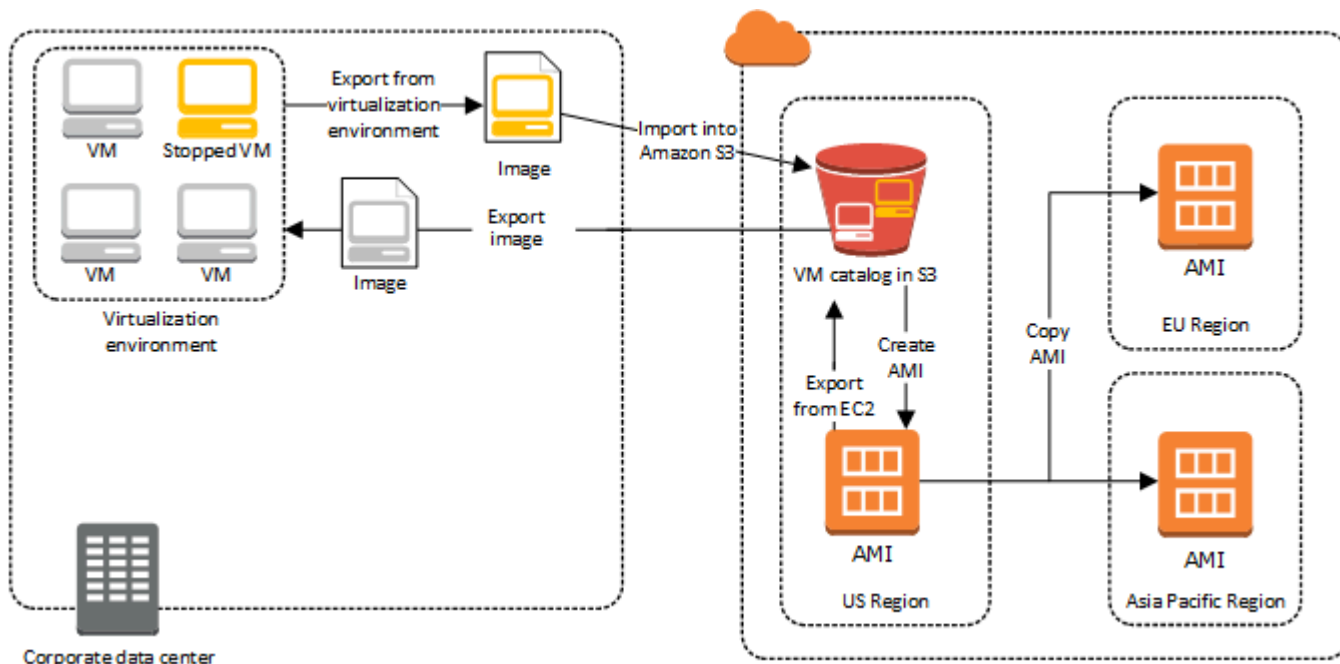 VM
Stopped VM
VM
VM
Virtualization
environment
Export from
virtualization
environment
Image
Import into
Amazon S3
Image
Export
image
Corporate data center
VM catalog in S3
Export
from EC2
Create
AMI
AMI
US Region
Copy
AMI
AMI
EU Region
AMI
Asia Pacific Region